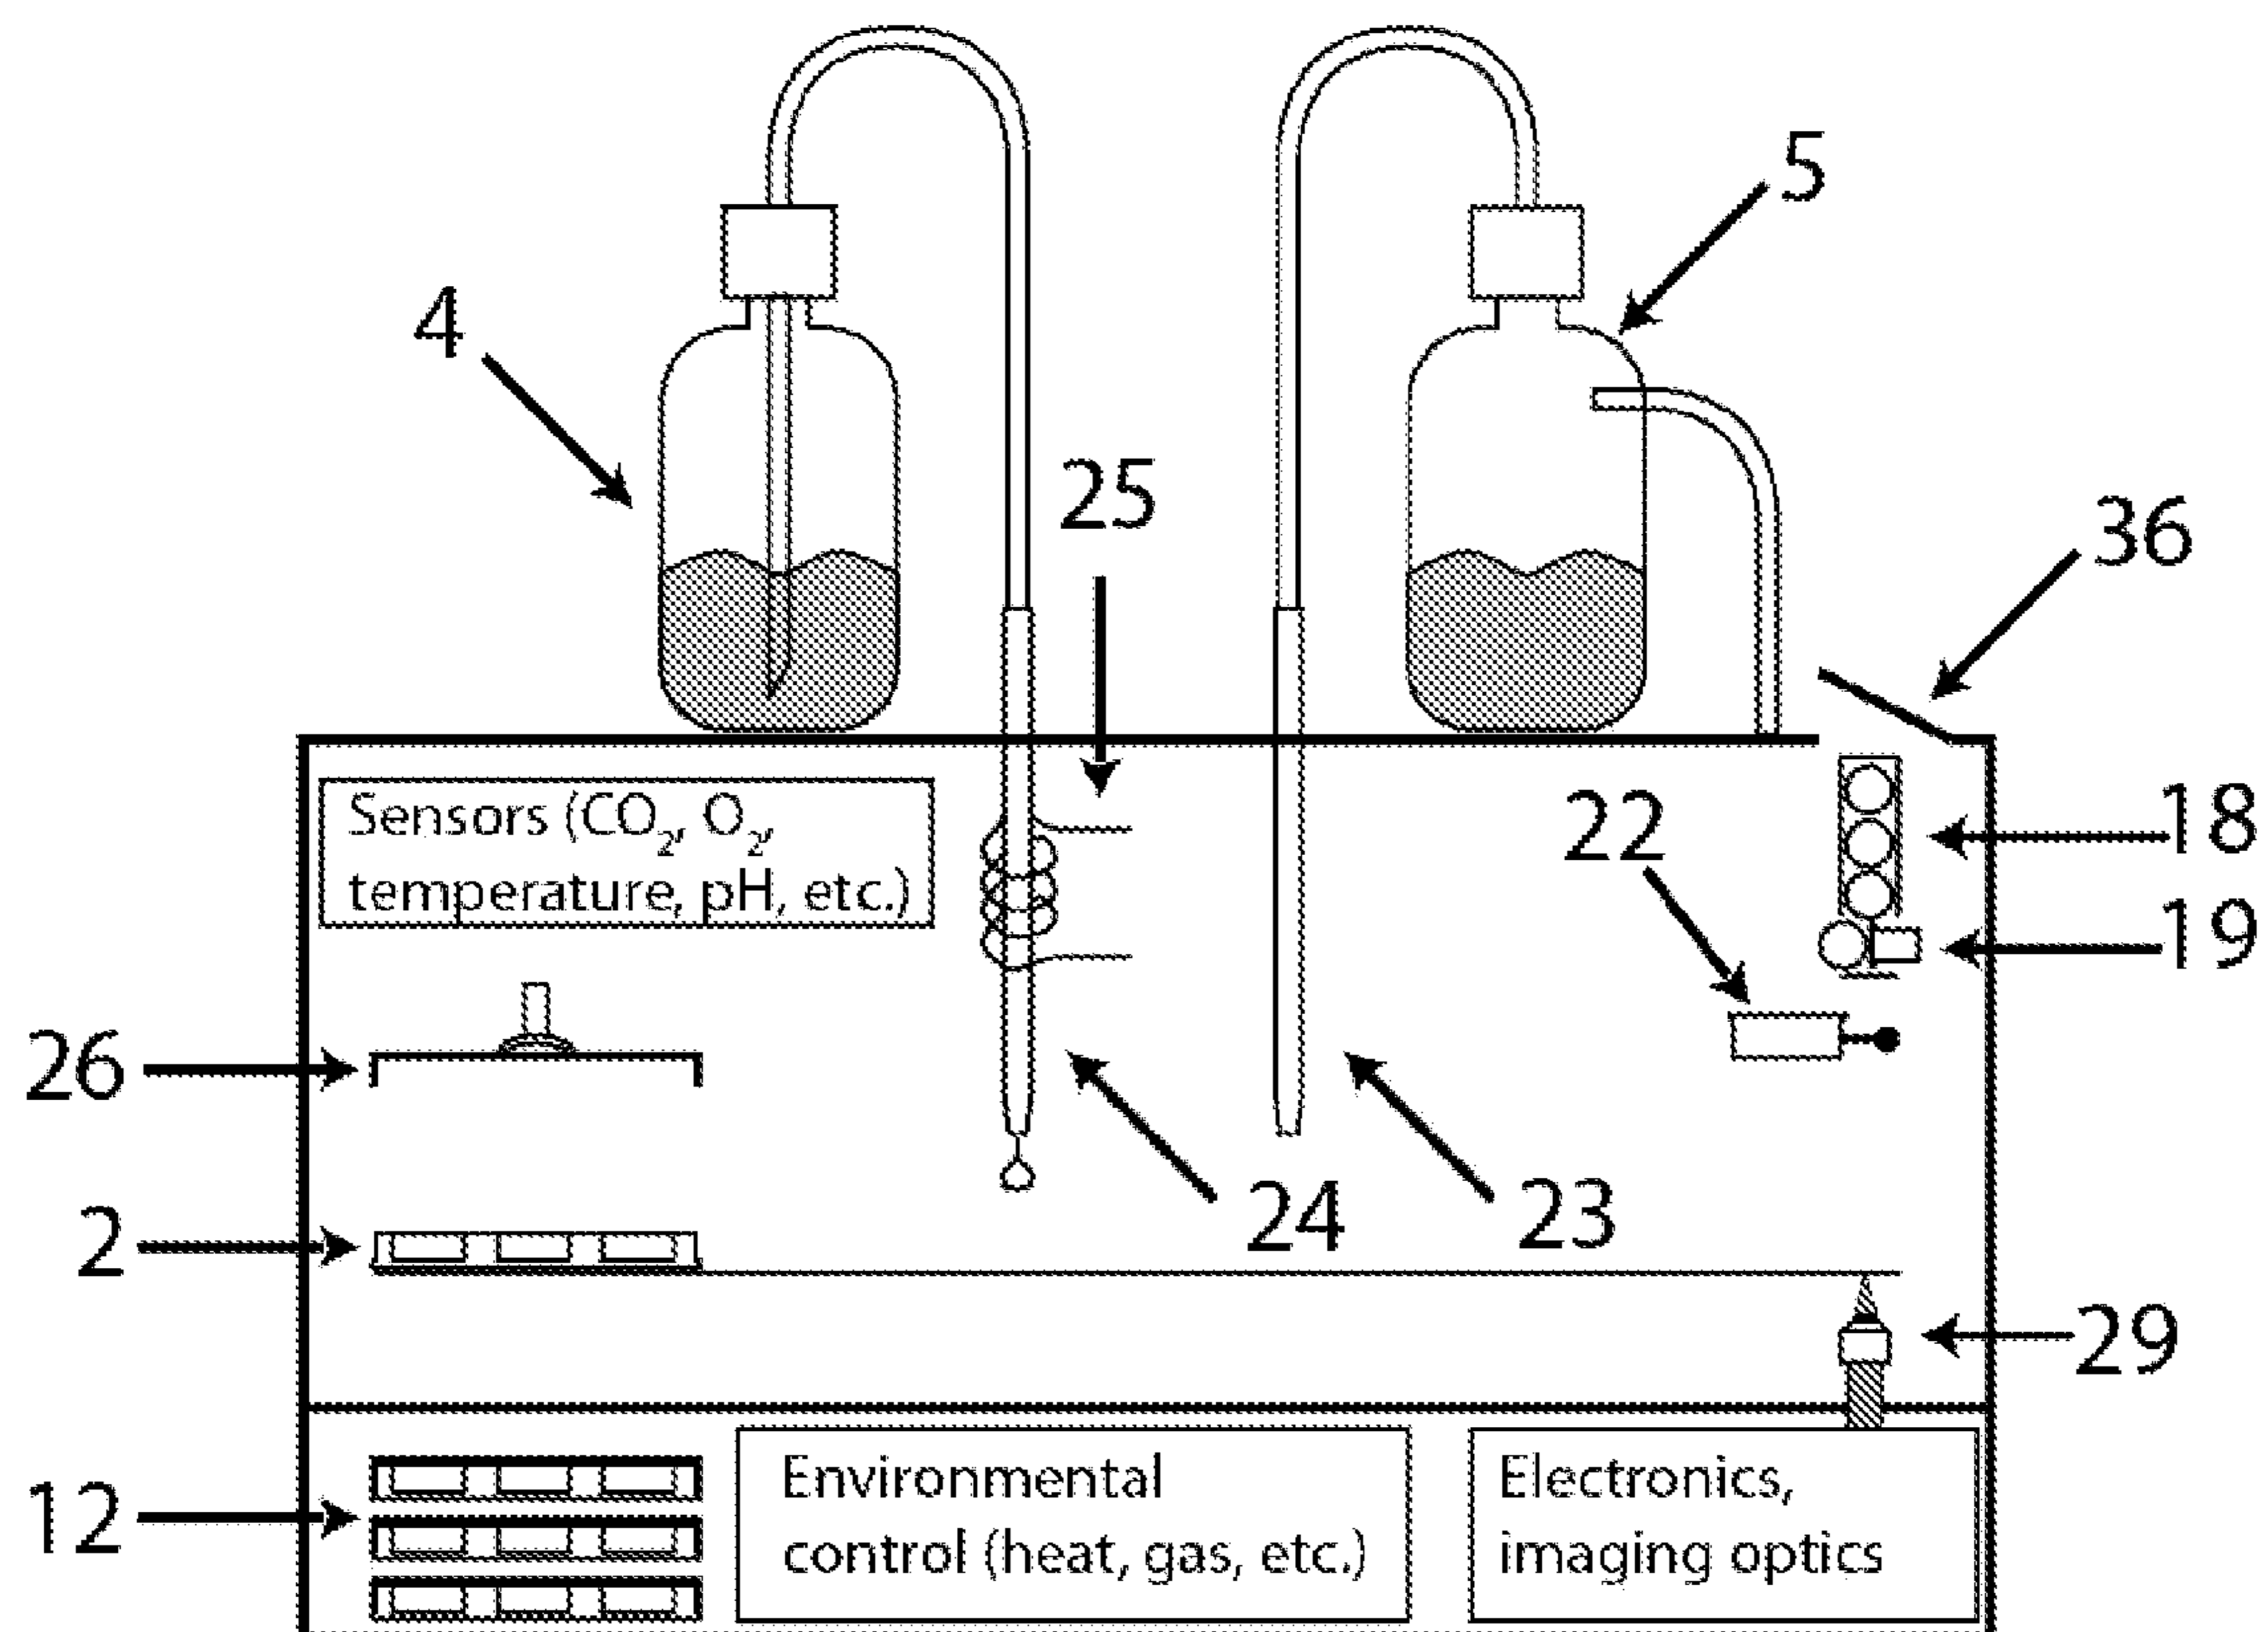 5
4
25
36
Sensors (CO₂, O₂,
temperature, pH, etc.)
18
22
19
26
24
23
2
29
12
Environmental
control (heat, gas, etc.)
Electronics,
imaging optics